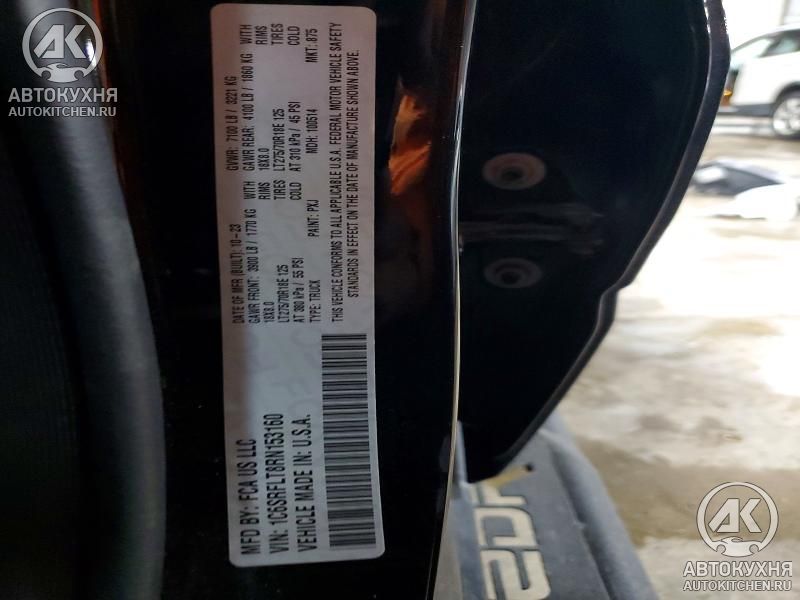 AK
АВТОКУХНЯ
AUTOKITCHEN.RU
MFD BY: FCA US LLC
DATE OF MFR (BUILT): 10-23
GVWR: 7100 LB / 3221 KG
GAWR FRONT: 3900 LB / 1770 KG WITH
18X8.0 RIMS
LT275/70R18E 125 TIRES
AT 380 kPa / 55 PSI COLD
GAWR REAR: 4100 LB / 1860 KG WITH
18X8.0 RIMS
LT275/70R18E 125 TIRES
AT 310 kPa / 45 PSI COLD
VIN: 1C6SRFLT8RN153160
TYPE: TRUCK
PAINT: PXJ
MDH: 100514
MKT: 875
VEHICLE MADE IN: U.S.A.
THIS VEHICLE CONFORMS TO ALL APPLICABLE U.S.A. FEDERAL MOTOR VEHICLE SAFETY
STANDARDS IN EFFECT ON THE DATE OF MANUFACTURE SHOWN ABOVE.
AK
АВТОКУХНЯ
AUTOKITCHEN.RU